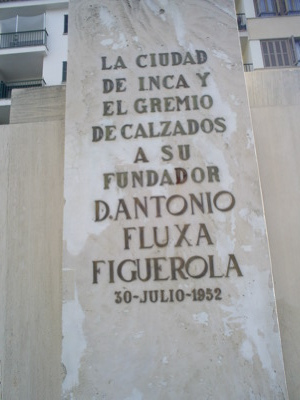 LA CIUDAD
DE INCA Y
EL GREMIO
DE CALZADOS
A SU
FUNDADOR
D.ANTONIO
FLUXA
FIGUEROLA
30-JULIO-1952